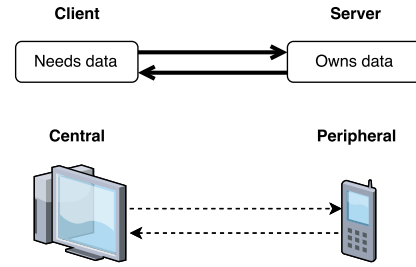 Client Server
Needs data Owns data
Central Peripheral